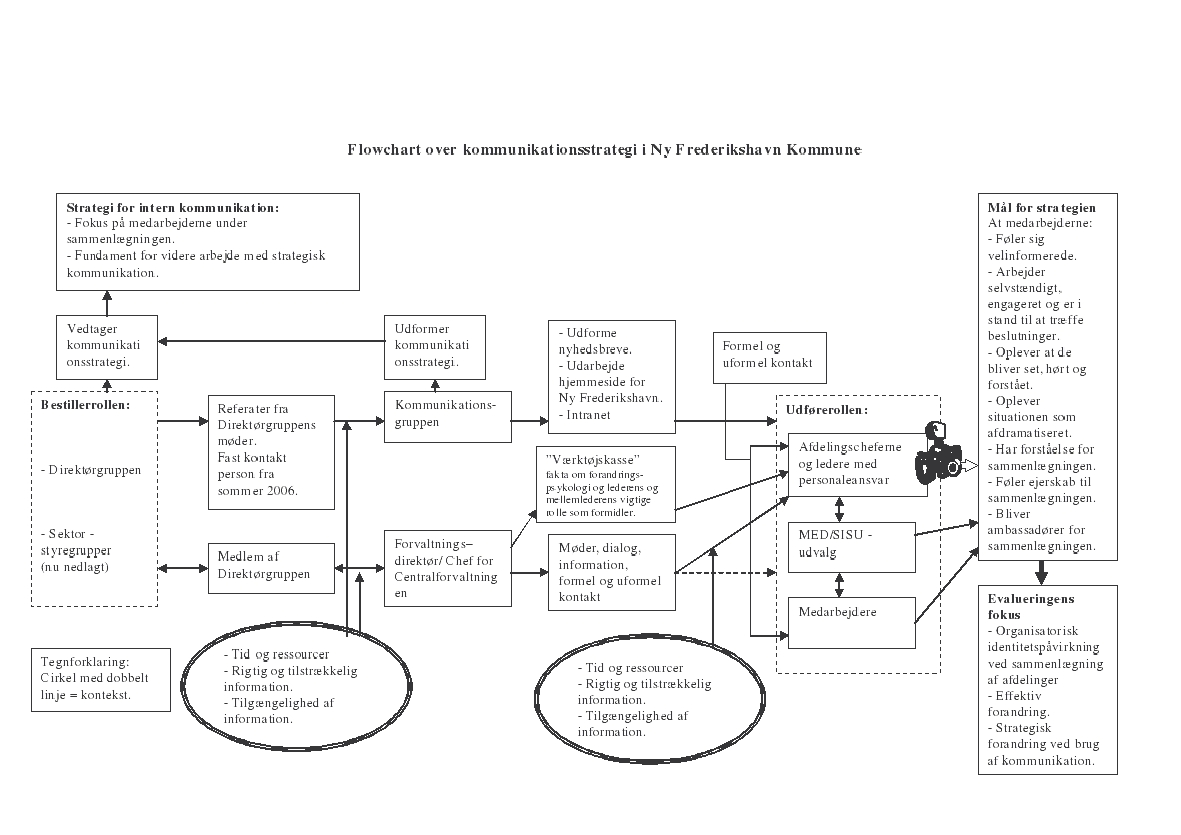 Flowchart over kommunikationsstrategi i Ny Frederikshavn Kommune
Strategi for intern kommunikation:
- Fokus på medarbejderne under
sammenlægningen.
- Fundament for videre arbejde med strategisk
kommunikation.
Vedtager
kommunikati
onsstrategi.
Udformer
kommunikati
onsstrategi.
- Udforme
nyhedsbreve.
- Udarbejde
hjemmeside for
Ny Frederikshavn.
- Intranet
Formel og
uformel kontakt
Bestillerrollen:
- Direktørgruppen
- Sektor -
styregrupper
(nu nedlagt)
Referater fra
Direktørgruppens
møder.
Fast kontakt
person fra
sommer 2006.
Kommunikations-
gruppen
"Værktøjskasse"
fakta om forandrings-
psykologi og lederens og
mellemlederens vigtige
rolle som formidler.
Medlem af
Direktørgruppen
Forvaltnings–
direktør/ Chef for
Centralforvaltning
en
Møder, dialog,
information,
formel og uformel
kontakt
Udførerollen:
Afdelingscheferne
og ledere med
personaleansvar
MED/SISU -
udvalg
Medarbejdere
Mål for strategien
At medarbejderne:
- Føler sig
velinformerede.
- Arbejder
selvstændigt,
engageret og er i
stand til at træffe
beslutninger.
- Oplever at de
bliver set, hørt og
forstået.
- Oplever
situationen som
afdramatiseret.
- Har forståelse for
sammenlægningen.
- Føler ejerskab til
sammenlægningen.
- Bliver
ambassadører for
sammenlægningen.
Evalueringens
fokus
- Organisatorisk
identitetspåvirkning
ved sammenlægning
af afdelinger
- Effektiv
forandring.
- Strategisk
forandring ved brug
af kommunikation.
Tegnforklaring:
Cirkel med dobbelt
linje = kontekst.
- Tid og ressourcer
- Rigtig og tilstrækkelig
information.
- Tilgængelighed af
information.
- Tid og ressourcer
- Rigtig og tilstrækkelig
information.
- Tilgængelighed af
information.